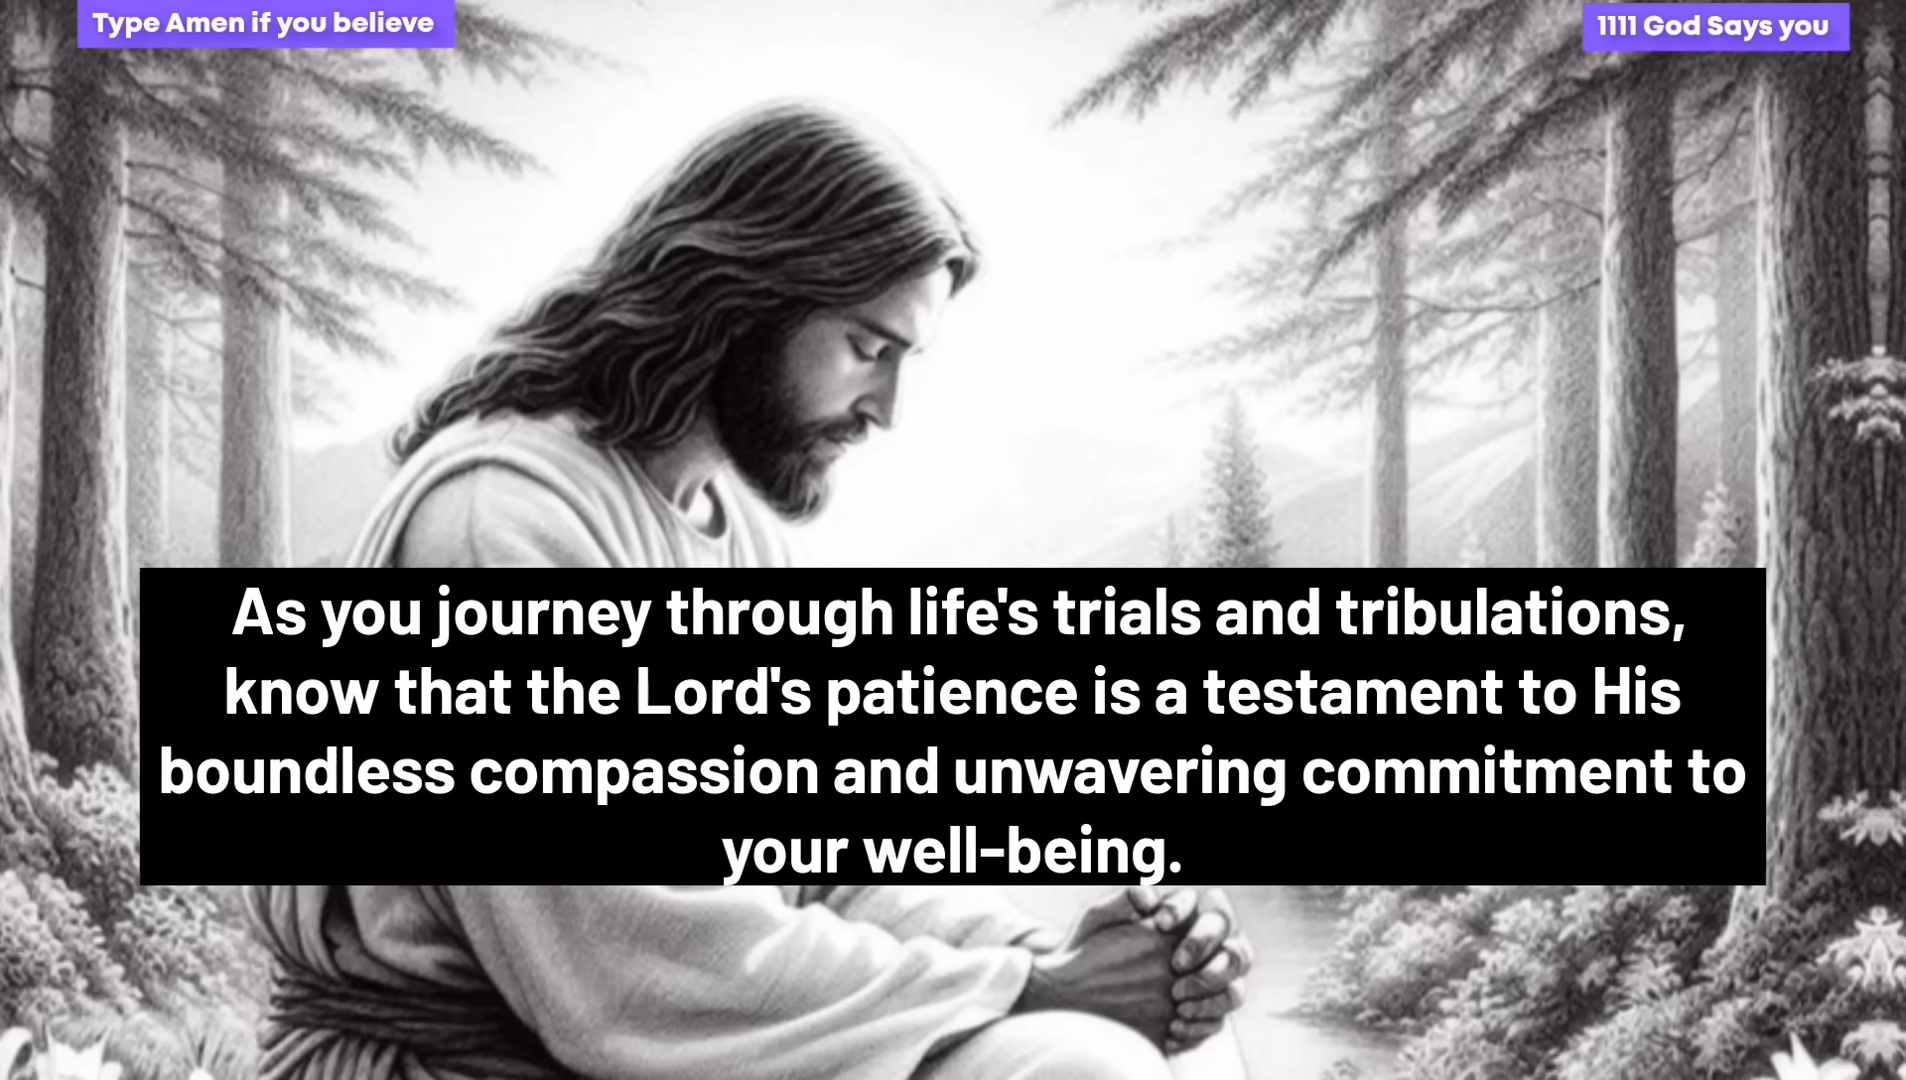 Type Amen if you believe
1111 God Says you
As you journey through life's trials and tribulations,
know that the Lord's patience is a testament to His
boundless compassion and unwavering commitment to
your well-being.